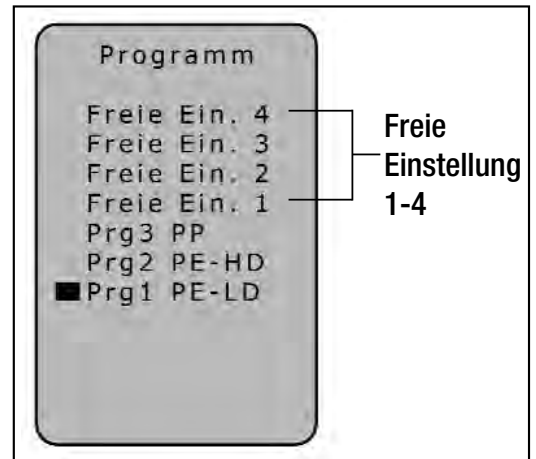 Programm
Freie Ein. 4
Freie Ein. 3
Freie Ein. 2
Freie Ein. 1
Prg3 PP
Prg2 PE-HD
Prg1 PE-LD
Freie
Einstellung
1-4